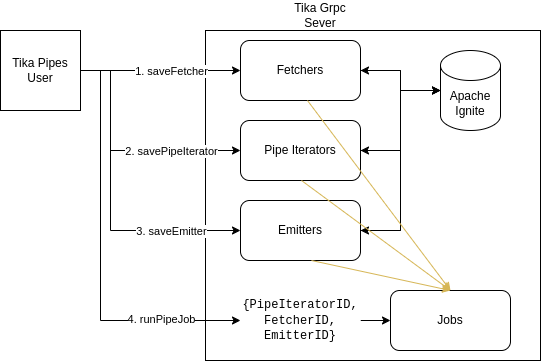 Tika Grpc
Sever
Tika Pipes
User
1. saveFetcher
Fetchers
Apache
Ignite
2. savePipeIterator
Pipe Iterators
3. saveEmitter
Emitters
4. runPipeJob
{PipeIteratorID,
FetcherID,
EmitterID}
Jobs